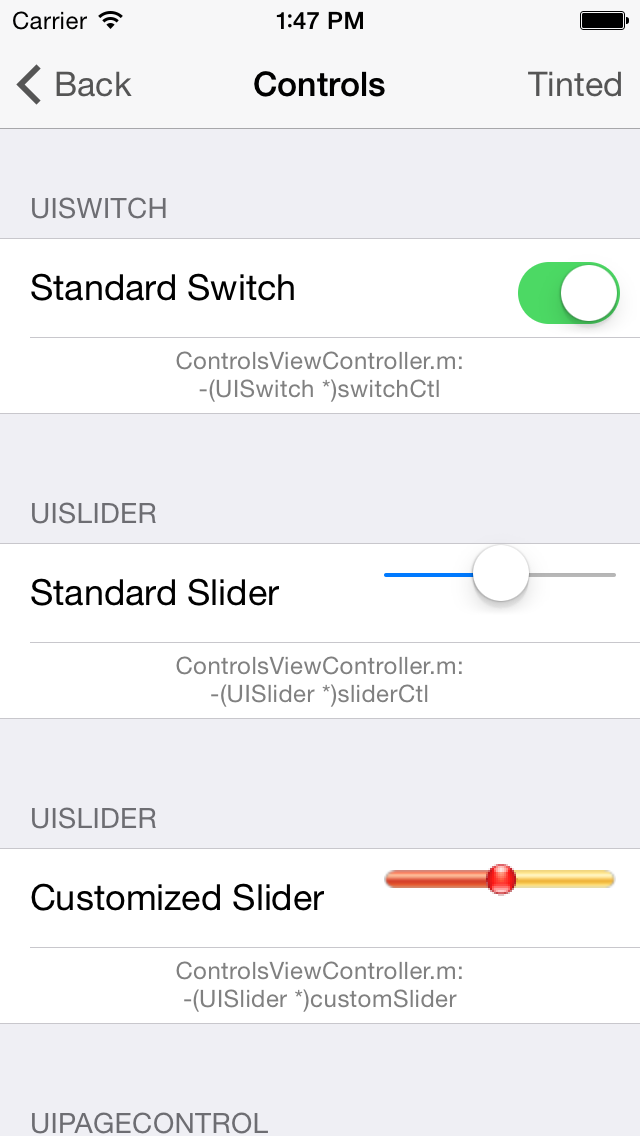 Carrier 1:47 PM
Back Controls Tinted
UISWITCH
Standard Switch
ControlsViewController.m:
-(UISwitch *)switchCtl
UISLIDER
Standard Slider
ControlsViewController.m:
-(UISlider *)sliderCtl
UISLIDER
Customized Slider
ControlsViewController.m:
-(UISlider *)customSlider
UIPAGECONTROL